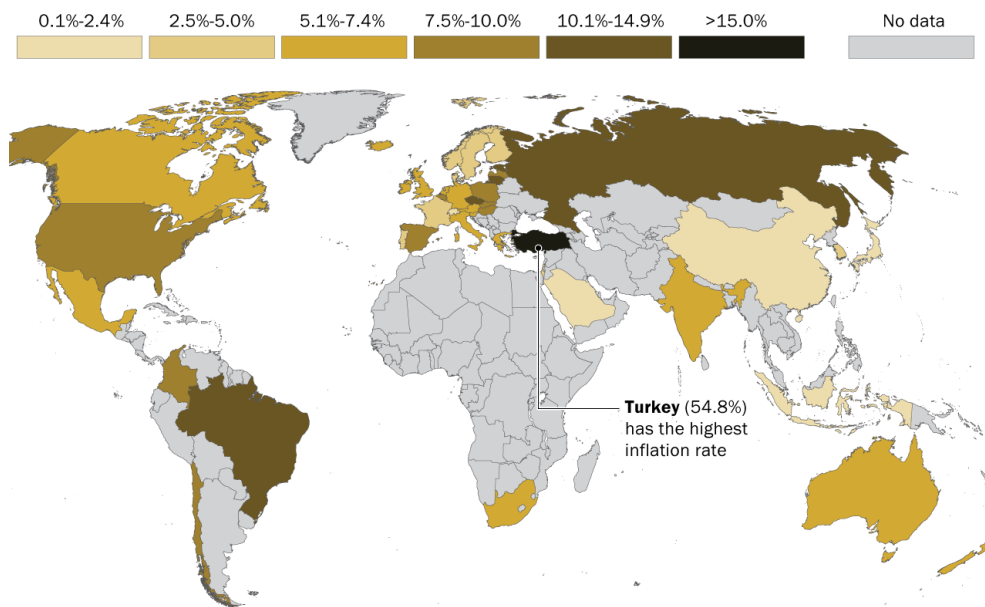 0.1%-2.4% 2.5%-5.0% 5.1%-7.4% 7.5%-10.0% 10.1%-14.9% >15.0% No data
Turkey (54.8%)
has the highest
inflation rate